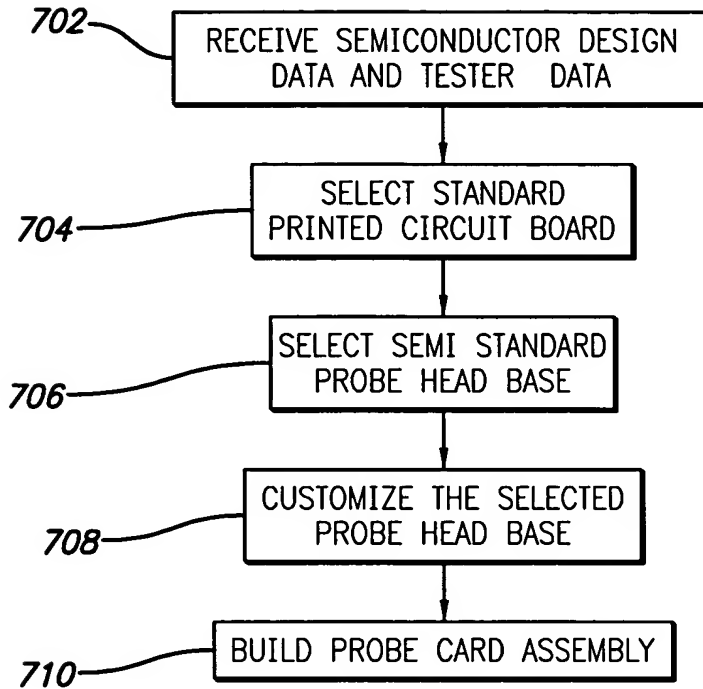 702
RECEIVE SEMICONDUCTOR DESIGN
DATA AND TESTER DATA
704
SELECT STANDARD
PRINTED CIRCUIT BOARD
706
SELECT SEMI STANDARD
PROBE HEAD BASE
708
CUSTOMIZE THE SELECTED
PROBE HEAD BASE
710
BUILD PROBE CARD ASSEMBLY